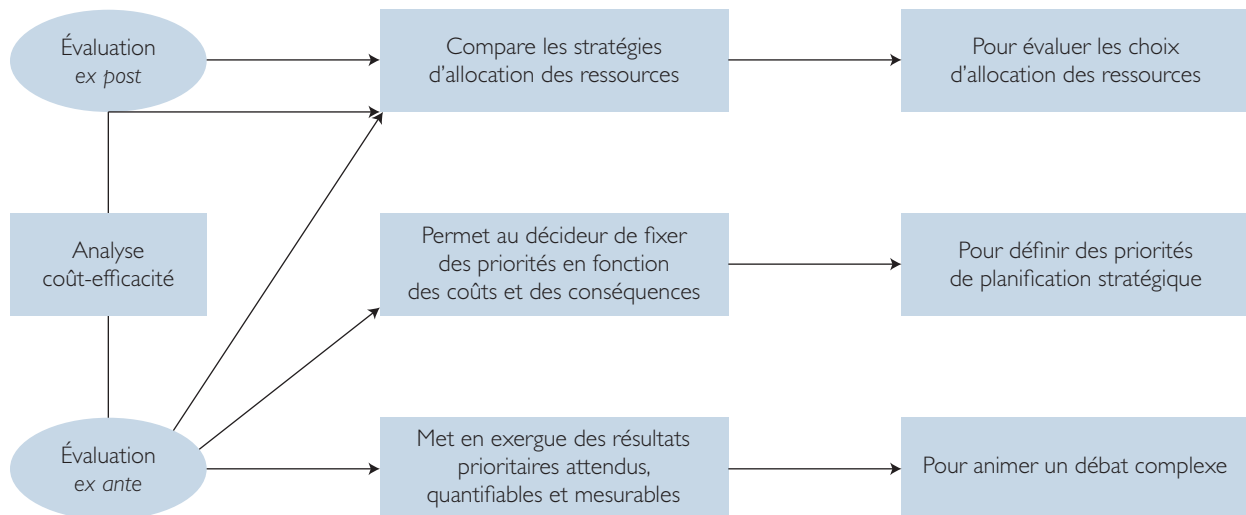 Évaluation
ex post
Compare les stratégies
d’allocation des ressources
Pour évaluer les choix
d’allocation des ressources
Analyse
coût-efficacité
Permet au décideur de fixer
des priorités en fonction
des coûts et des conséquences
Pour définir des priorités
de planification stratégique
Évaluation
ex ante
Met en exergue des résultats
prioritaires attendus,
quantifiables et mesurables
Pour animer un débat complexe